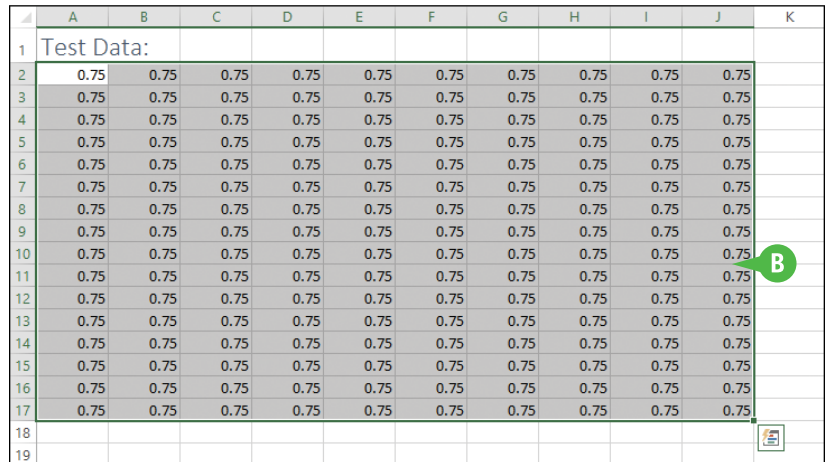 A B C D E F G H I J K
1 Test Data:
2 0.75 0.75 0.75 0.75 0.75 0.75 0.75 0.75 0.75 0.75
3 0.75 0.75 0.75 0.75 0.75 0.75 0.75 0.75 0.75 0.75
4 0.75 0.75 0.75 0.75 0.75 0.75 0.75 0.75 0.75 0.75
5 0.75 0.75 0.75 0.75 0.75 0.75 0.75 0.75 0.75 0.75
6 0.75 0.75 0.75 0.75 0.75 0.75 0.75 0.75 0.75 0.75
7 0.75 0.75 0.75 0.75 0.75 0.75 0.75 0.75 0.75 0.75
8 0.75 0.75 0.75 0.75 0.75 0.75 0.75 0.75 0.75 0.75
9 0.75 0.75 0.75 0.75 0.75 0.75 0.75 0.75 0.75 0.75
10 0.75 0.75 0.75 0.75 0.75 0.75 0.75 0.75 0.75 0.75
B
11 0.75 0.75 0.75 0.75 0.75 0.75 0.75 0.75 0.75 0.75
12 0.75 0.75 0.75 0.75 0.75 0.75 0.75 0.75 0.75 0.75
13 0.75 0.75 0.75 0.75 0.75 0.75 0.75 0.75 0.75 0.75
14 0.75 0.75 0.75 0.75 0.75 0.75 0.75 0.75 0.75 0.75
15 0.75 0.75 0.75 0.75 0.75 0.75 0.75 0.75 0.75 0.75
16 0.75 0.75 0.75 0.75 0.75 0.75 0.75 0.75 0.75 0.75
17 0.75 0.75 0.75 0.75 0.75 0.75 0.75 0.75 0.75 0.75
18
19